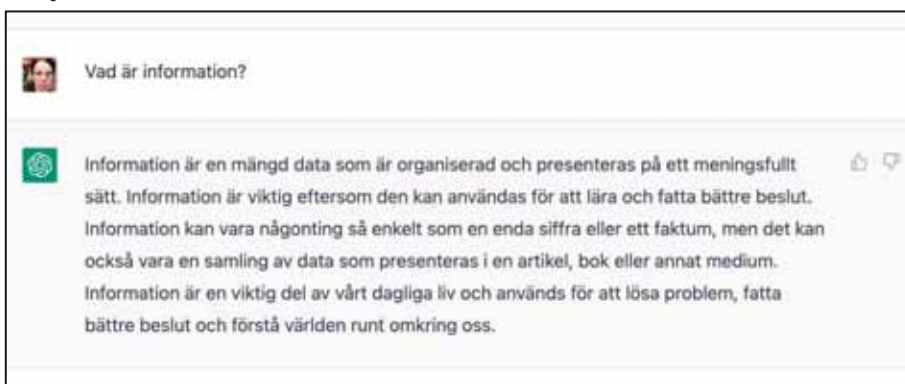 Vad är information?
Information är en mängd data som är organiserad och presenteras på ett meningsfullt
sätt. Information är viktig eftersom den kan användas för att lära och fatta bättre beslut.
Information kan vara någonting så enkelt som en enda siffra eller ett faktum, men det kan
också vara en samling av data som presenteras i en artikel, bok eller annat medium.
Information är en viktig del av vårt dagliga liv och används för att lösa problem, fatta
bättre beslut och förstå världen runt omkring oss.